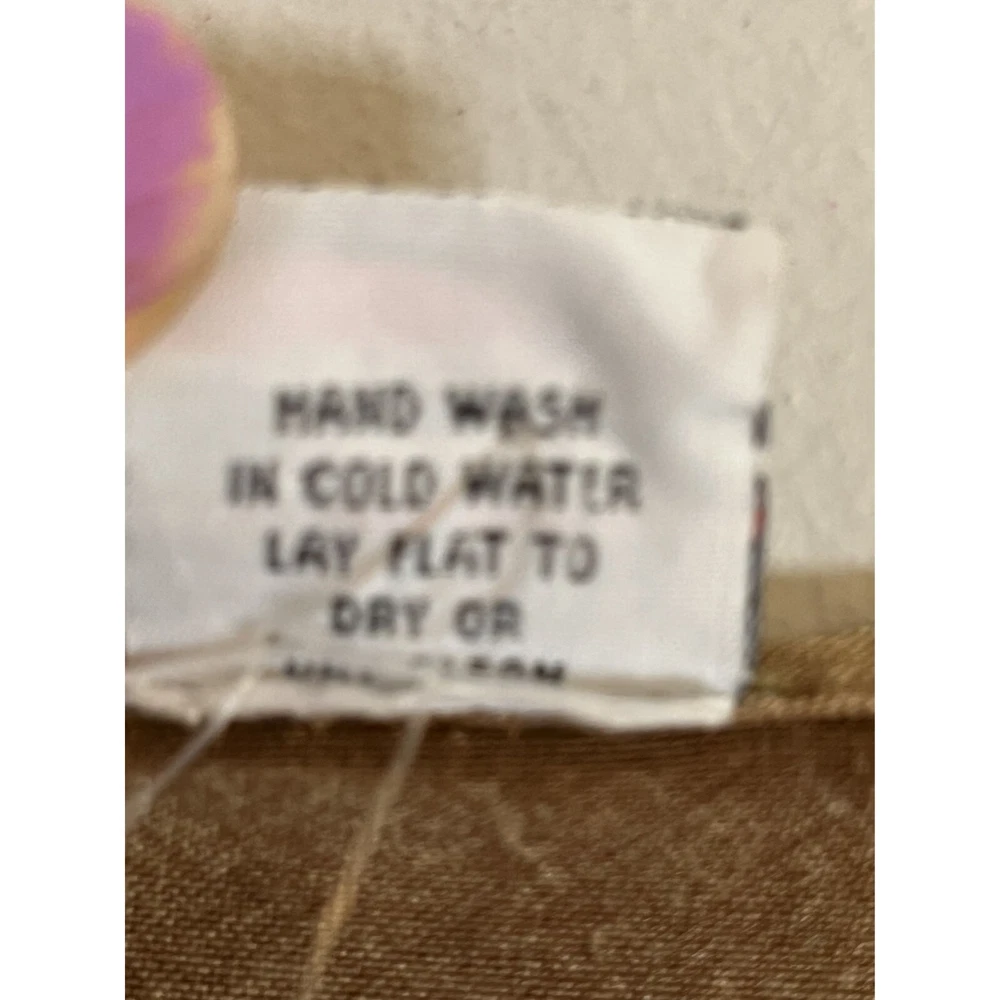 HAND WASH
IN COLD WATER
LAY FLAT TO
DRY OR